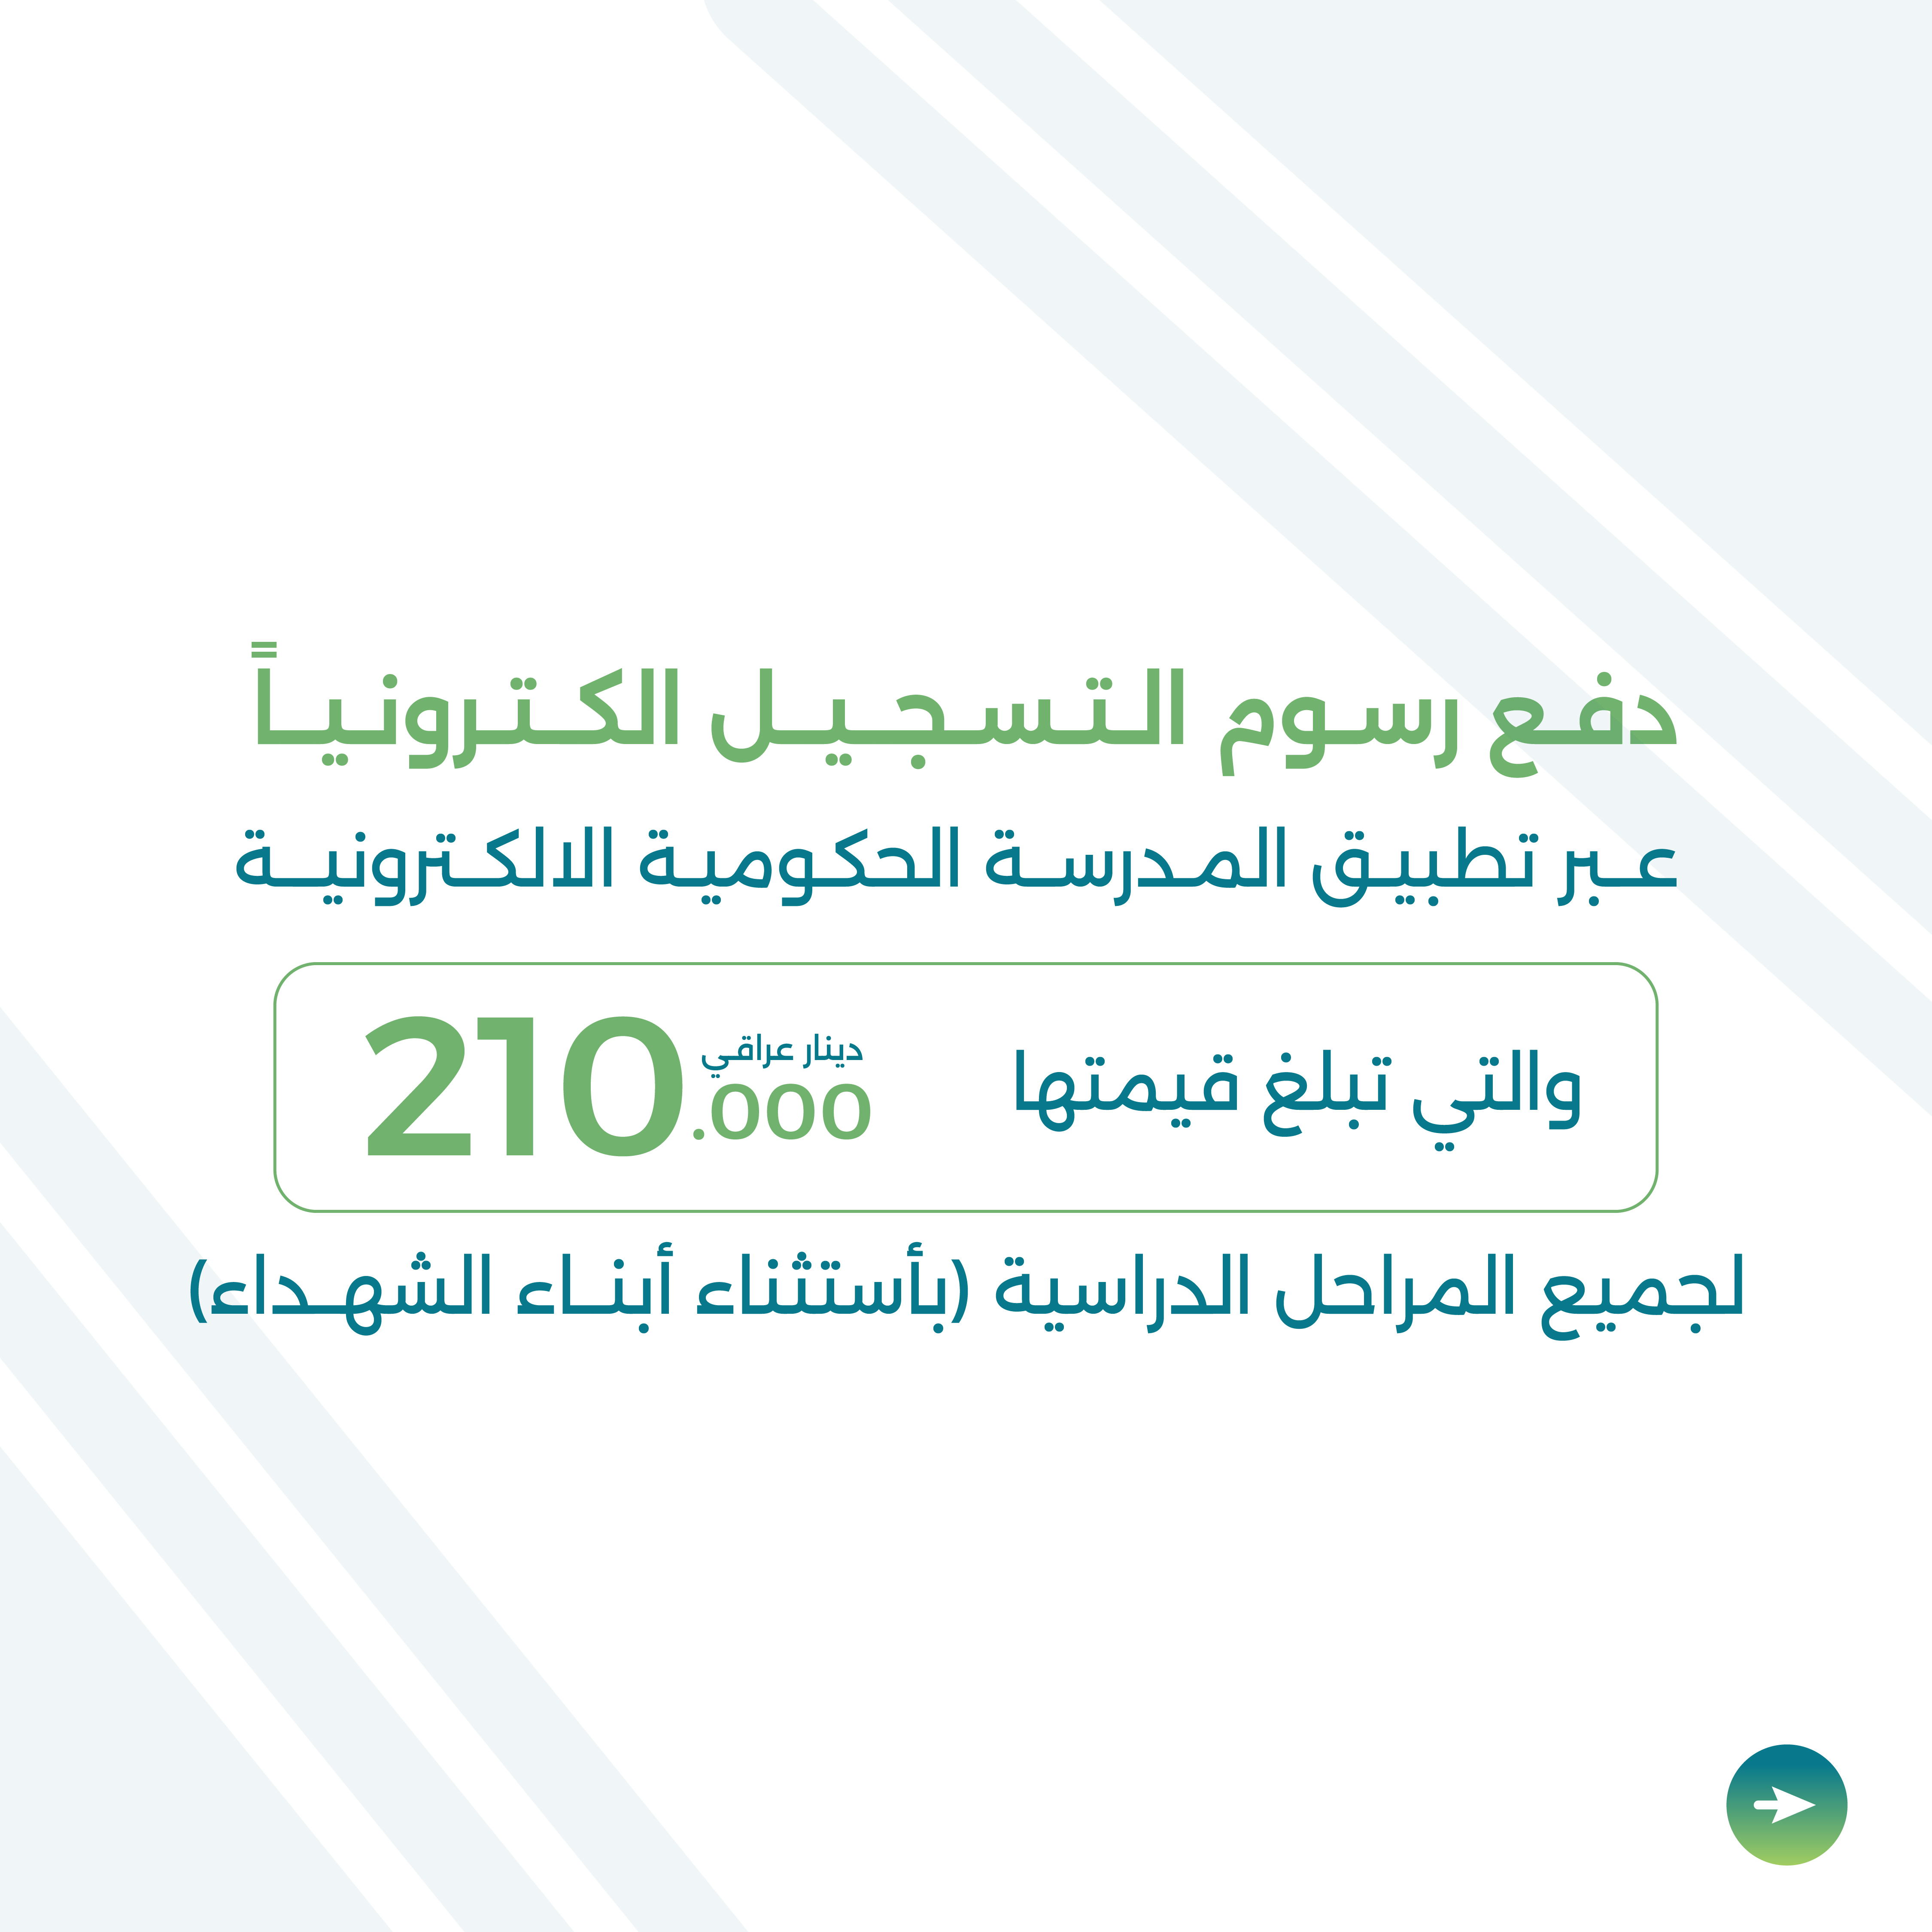 دفع رسوم التسجيل الكترونياً
عبر تطبيق المدرسة الحكومية الالكترونية
والتي تبلغ قيمتها
210.000
دينار عراقي
لجميع المراحل الدراسية (بأستثناء أبناء الشهداء)